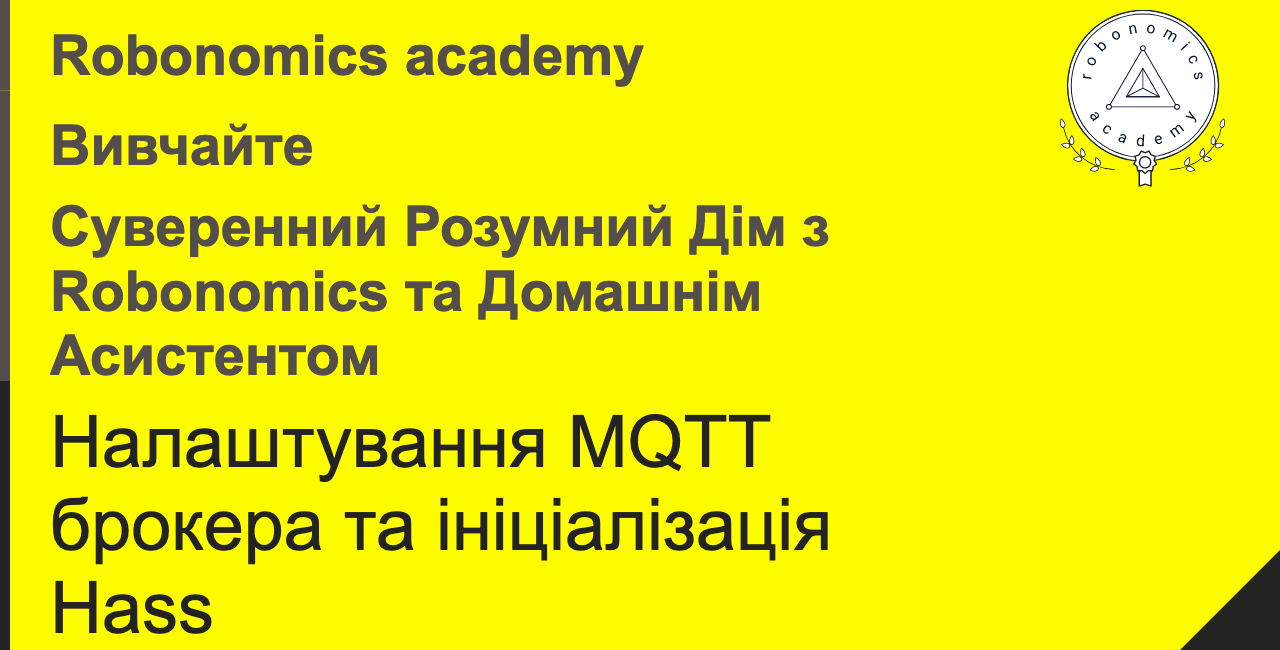 Robonomics academy
Вивчайте
Суверенний Розумний Дім з
Robonomics та Домашнім
Асистентом
Налаштування MQTT
брокера та ініціалізація
Hass
robonomics
academy